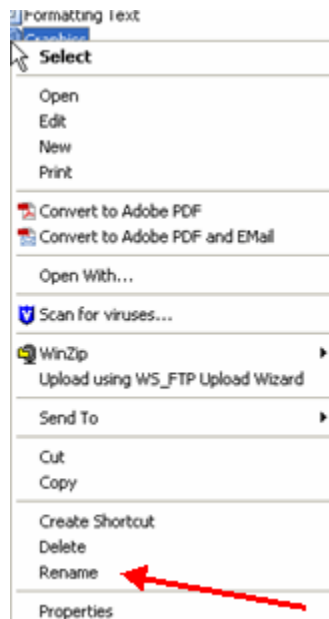 Formatting Text
Graphics
Select
Open
Edit
New
Print
Convert to Adobe PDF
Convert to Adobe PDF and EMail
Open With...
Scan for viruses...
WinZip
Upload using WS_FTP Upload Wizard
Send To
Cut
Copy
Create Shortcut
Delete
Rename
Properties